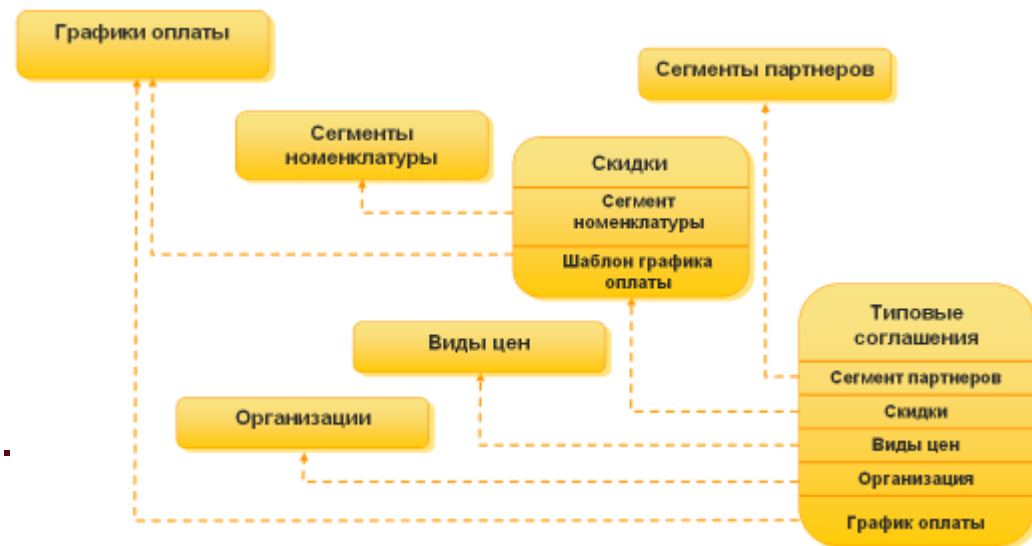 Графики оплаты
Сегменты партнеров
Сегменты
номенклатуры
Скидки
Сегмент
номенклатуры
Шаблон графика
оплаты
Типовые
соглашения
Виды цен
Сегмент партнеров
Организации
Скидки
Виды цен
Организация
График оплаты